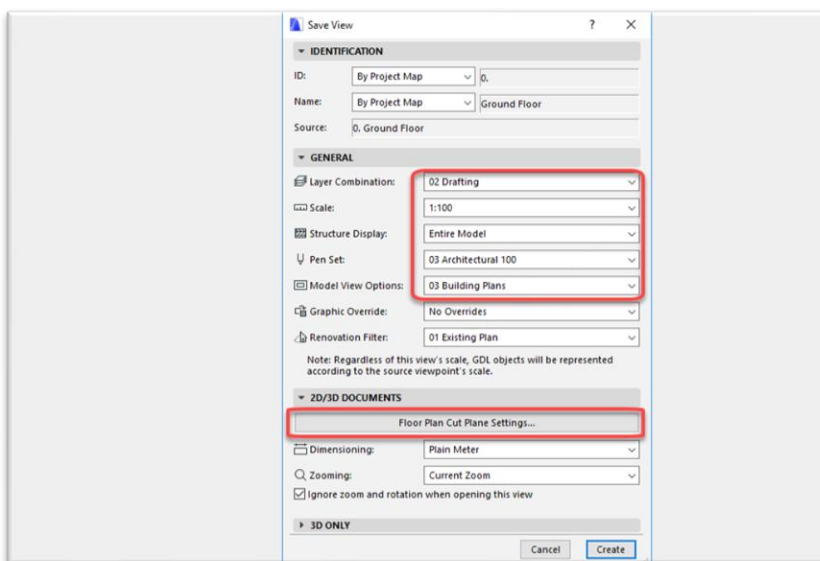 Save View ? ×
IDENTIFICATION
ID: By Project Map 0.
Name: By Project Map Ground Floor
Source: 0. Ground Floor
GENERAL
Layer Combination: 02 Drafting
Scale: 1:100
Structure Display: Entire Model
Pen Set: 03 Architectural 100
Model View Options: 03 Building Plans
Graphic Override: No Overrides
Renovation Filter: 01 Existing Plan
Note: Regardless of this view's scale, GDL objects will be represented
according to the source viewpoint's scale.
2D/3D DOCUMENTS
Floor Plan Cut Plane Settings...
Dimensioning: Plain Meter
Zooming: Current Zoom
Ignore zoom and rotation when opening this view
3D ONLY
Cancel Create